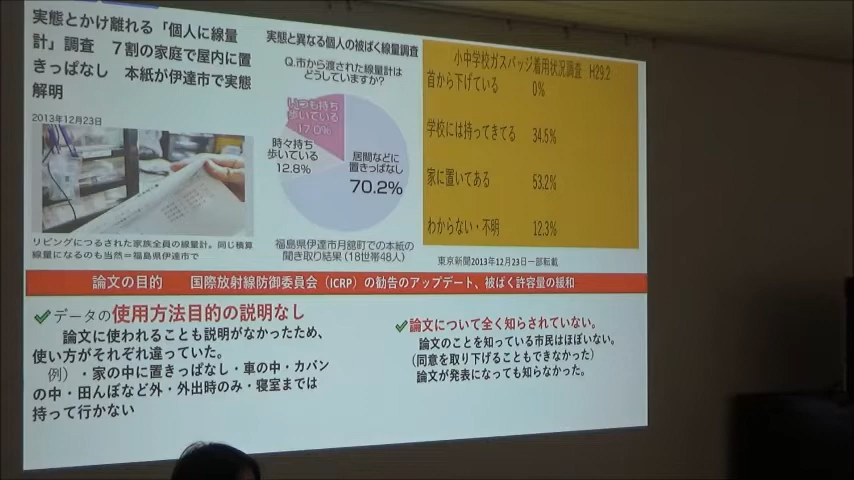 実態とかけ離れる「個人に線量
計」調査　７割の家庭で屋内に置
きっぱなし　本紙が伊達市で実態
解明
2013年12月23日
リビングにつるされた家族全員の線量計。同じ積算
線量になるのも当然＝福島県伊達市で
実態と異なる個人の被ばく線量調査
Q.市から渡された線量計は
どうしていますか?
いつも持ち
歩いている
17.0%
時々持ち
歩いている
12.8%
居間などに
置きっぱなし
70.2%
福島県伊達市月舘町での本紙の
聞き取り結果（18世帯48人）
小中学校ガスバッジ着用状況調査　H29.2
首から下げている　0%
学校には持ってきてる　34.5%
家に置いてある　53.2%
わからない・不明　12.3%
東京新聞2013年12月23日一部転載
論文の目的　国際放射線防御委員会（ICRP）の勧告のアップデート、被ばく許容量の緩和
データの使用方法目的の説明なし
論文に使われることも説明がなかったため、
使い方がそれぞれ違っていた。
例）・家の中に置きっぱなし・車の中・カバン
の中・田んぼなど外・外出時のみ・寝室までは
持って行かない
論文について全く知らされていない。
論文のことを知っている市民はほぼいない。
（同意を取り下げることもできなかった）
論文が発表になっても知らなかった。